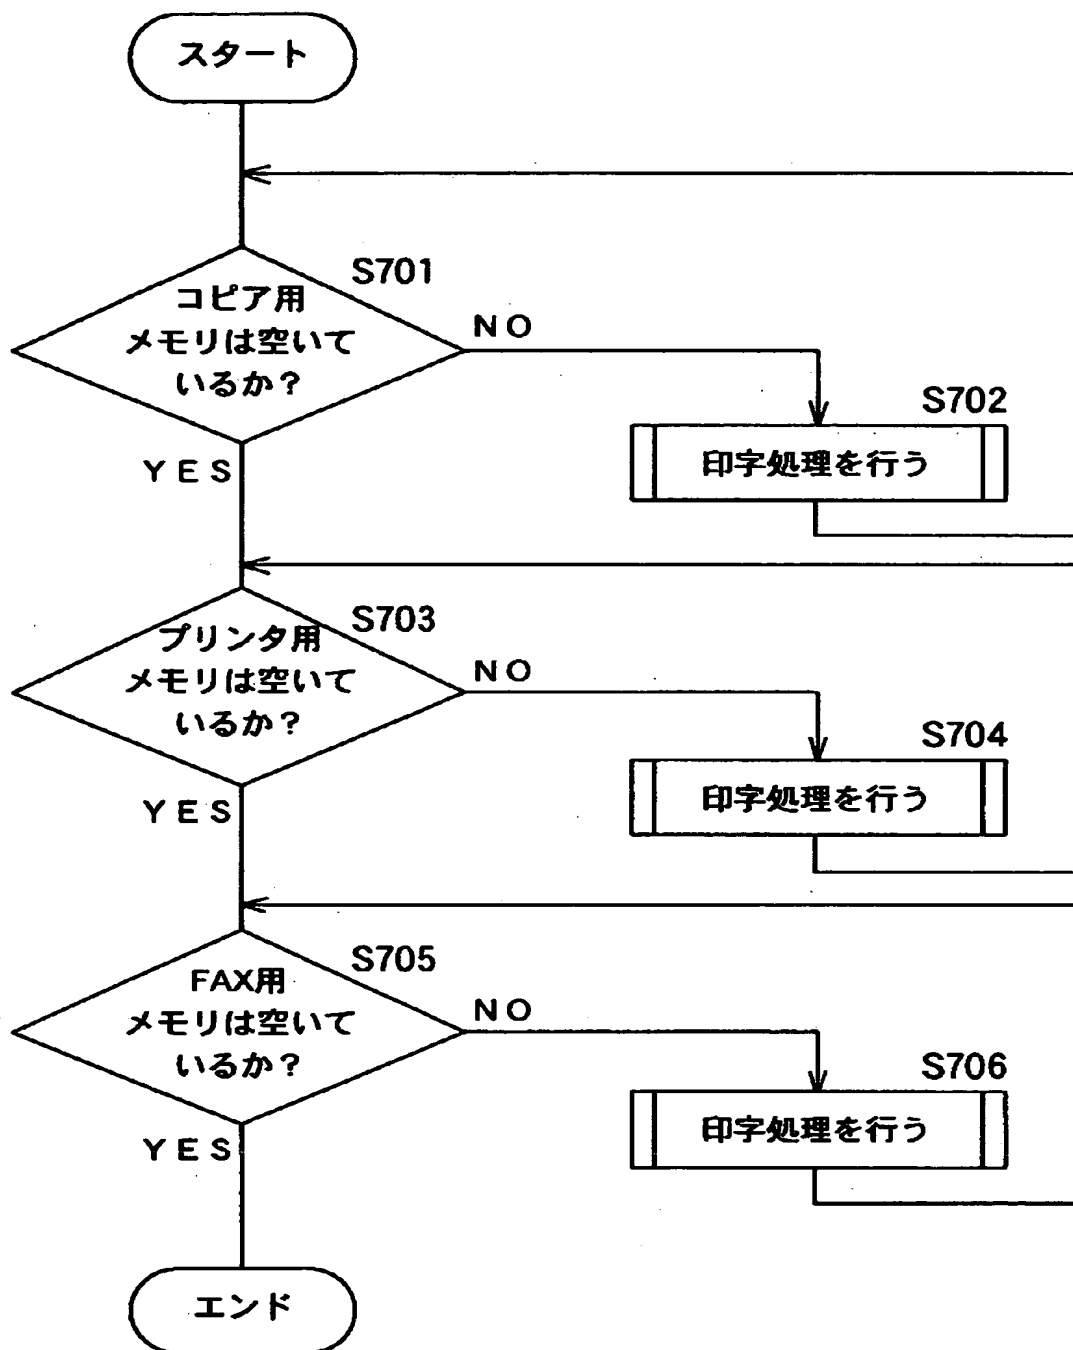 スタート
S701
コピア用
メモリは空いて
いるか？
NO
YES
S702
印字処理を行う
S703
プリンタ用
メモリは空いて
いるか？
NO
YES
S704
印字処理を行う
S705
FAX用
メモリは空いて
いるか？
NO
YES
S706
印字処理を行う
エンド